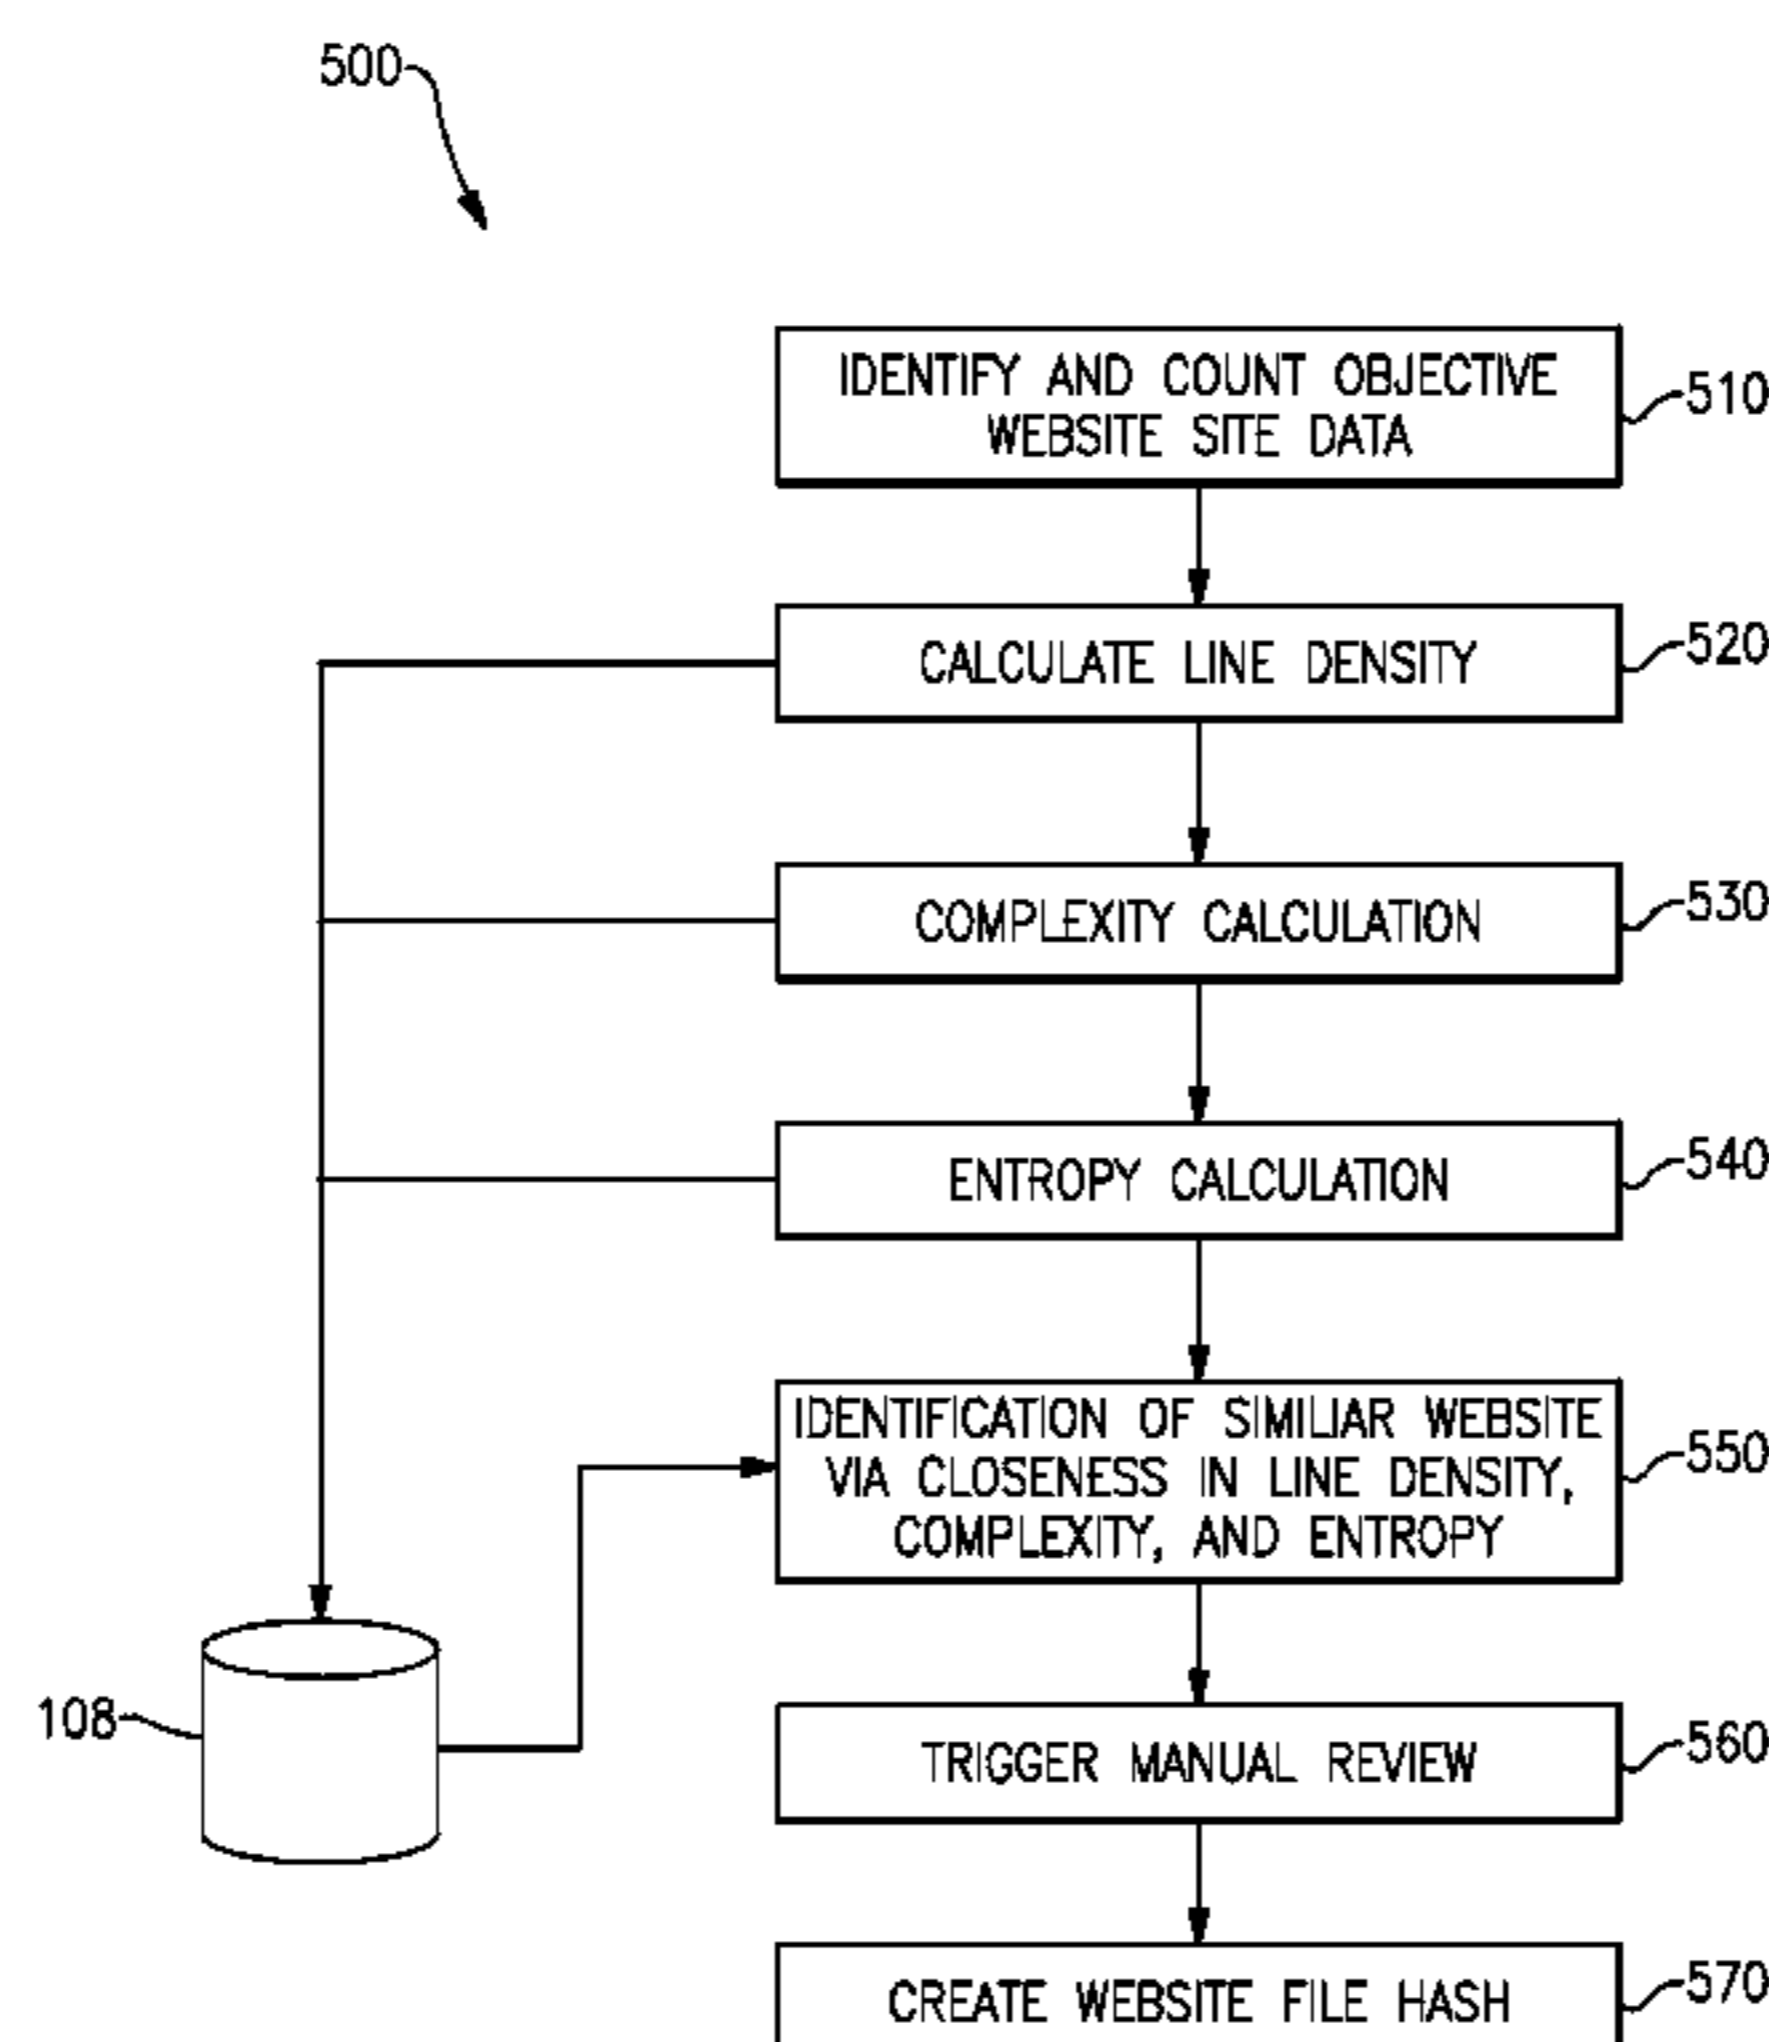 500
IDENTIFY AND COUNT OBJECTIVE
WEBSITE SITE DATA
510
CALCULATE LINE DENSITY
520
COMPLEXITY CALCULATION
530
ENTROPY CALCULATION
540
IDENTIFICATION OF SIMILIAR WEBSITE
VIA CLOSENESS IN LINE DENSITY,
COMPLEXITY, AND ENTROPY
550
108
TRIGGER MANUAL REVIEW
560
CREATE WEBSITE FILE HASH
570